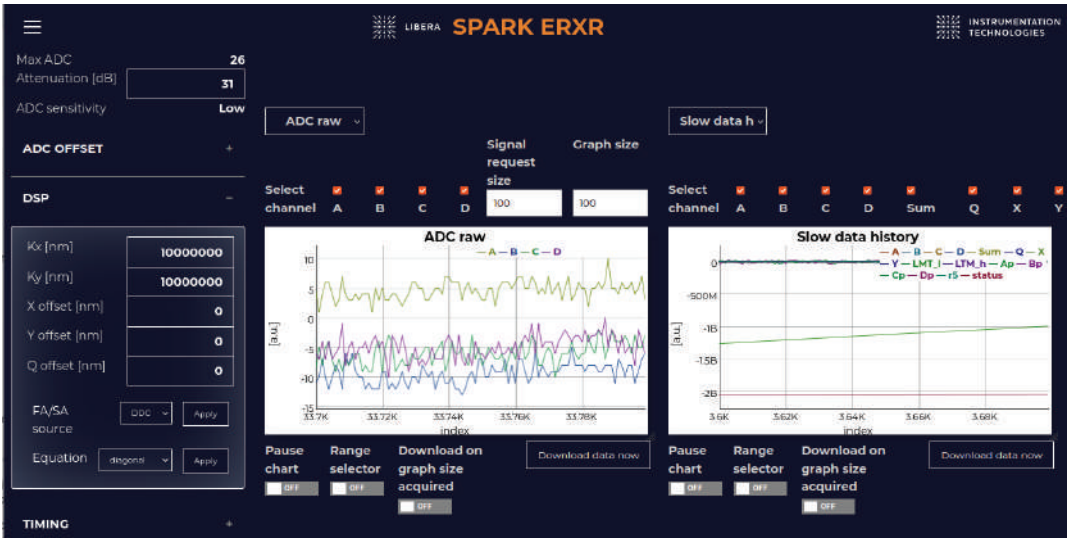 LIBERA SPARK ERXR
INSTRUMENTATION
TECHNOLOGIES
Max ADC 26
Attenuation [dB] 31
ADC sensitivity Low
ADC OFFSET +
DSP -
Kx [nm] 10000000
Ky [nm] 10000000
X offset [nm] 0
Y offset [nm] 0
Q offset [nm] 0
FA/SA
source DDC Apply
Equation diagonal Apply
TIMING +
ADC raw
Signal
request
size
Graph size
Select
channel A B C D
100 100
ADC raw
A B C D
10
5
0
-5
-10
-15
[a.u.]
33.7K 33.72K 33.74K 33.76K 33.78K
index
Pause
chart
OFF
Range
selector
OFF
Download on
graph size
acquired
OFF
Download data now
Slow data h
Select
channel A B C D Sum Q X Y
Slow data history
A B C D Sum Q X
Y LMT_l LTM_h Ap Bp
Cp Dp r5 status
0
-500M
-1B
-1.5B
-2B
[a.u.]
3.6K 3.62K 3.64K 3.66K 3.68K
index
Pause
chart
OFF
Range
selector
OFF
Download on
graph size
acquired
OFF
Download data now